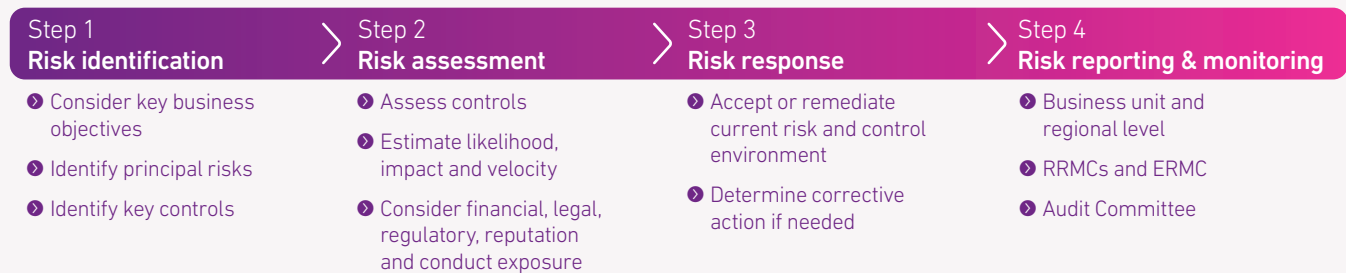 Step 1
Risk identification
Consider key business
objectives
Identify principal risks
Identify key controls
Step 2
Risk assessment
Assess controls
Estimate likelihood,
impact and velocity
Consider financial, legal,
regulatory, reputation
and conduct exposure
Step 3
Risk response
Accept or remediate
current risk and control
environment
Determine corrective
action if needed
Step 4
Risk reporting & monitoring
Business unit and
regional level
RRMCs and ERMC
Audit Committee